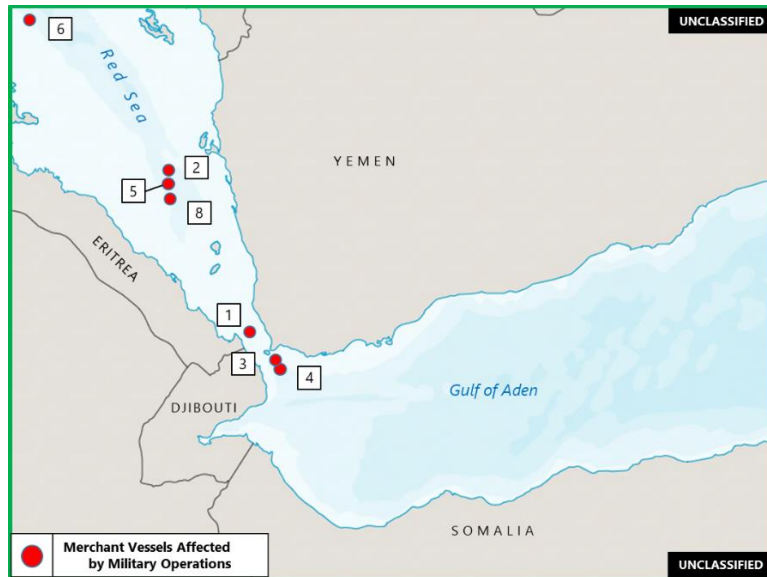 UNCLASSIFIED
6
Red Sea
2
YEMEN
5
8
ERITREA
1
3
4
Gulf of Aden
DJIBOUTI
SOMALIA
Merchant Vessels Affected
by Military Operations
UNCLASSIFIED